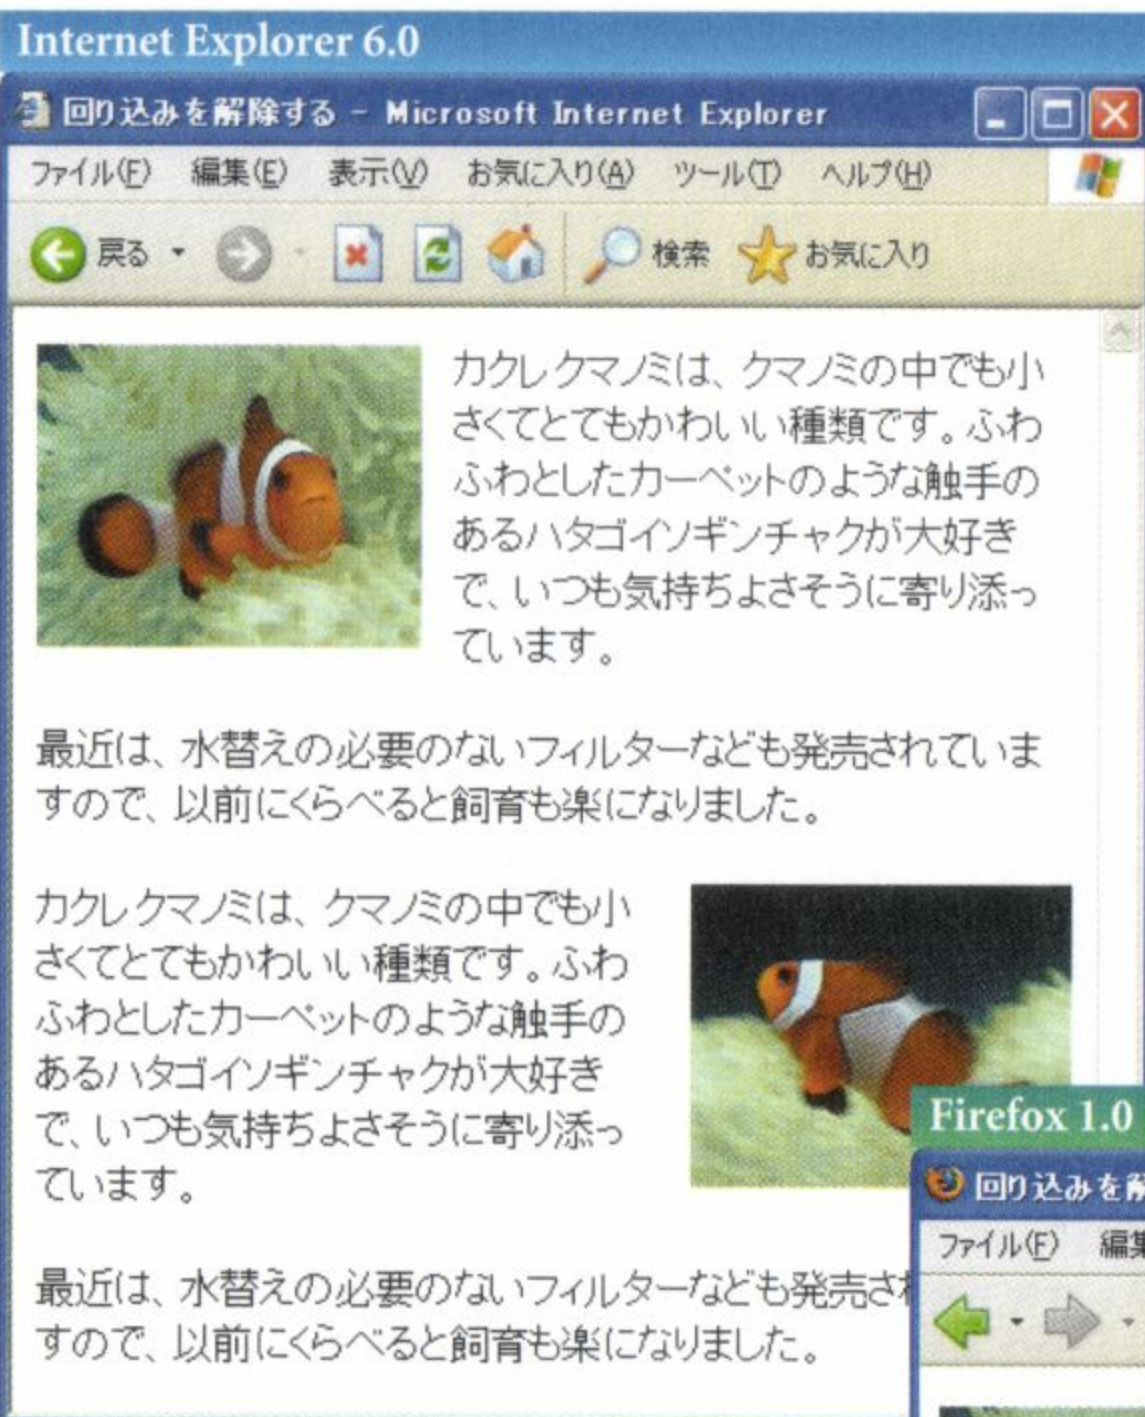 Internet Explorer 6.0
回り込みを解除する - Microsoft Internet Explorer
ファイル(F) 編集(E) 表示(V) お気に入り(A) ツール(T) ヘルプ(H)
戻る 検索 お気に入り
カクレクマノミは、クマノミの中でも小
さくてとてもかわいい種類です。ふわ
ふわとしたカーペットのような触手の
あるハタゴイソギンチャクが大好き
で、いつも気持ちよさそうに寄り添っ
ています。
最近は、水替えの必要のないフィルターなども発売されていま
すので、以前にくらべると飼育も楽になりました。
カクレクマノミは、クマノミの中でも小
さくてとてもかわいい種類です。ふわ
ふわとしたカーペットのような触手の
あるハタゴイソギンチャクが大好き
で、いつも気持ちよさそうに寄り添っ
ています。
最近は、水替えの必要のないフィルターなども発売さ
すので、以前にくらべると飼育も楽になりました。
Firefox 1.0
回り込みを解
ファイル(F) 編集